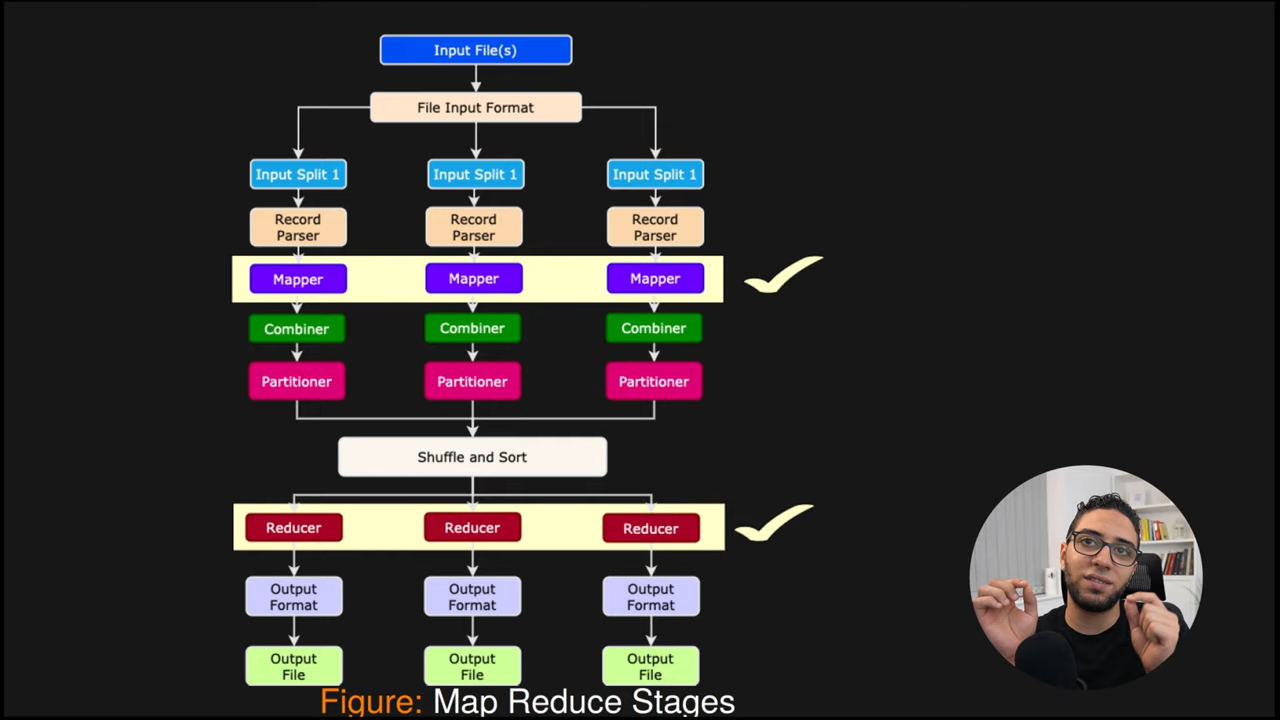 Input File(s)
File Input Format
Input Split 1
Input Split 1
Input Split 1
Record
Parser
Record
Parser
Record
Parser
Mapper
Mapper
Mapper
Combiner
Combiner
Combiner
Partitioner
Partitioner
Partitioner
Shuffle and Sort
Reducer
Reducer
Reducer
Output
Format
Output
Format
Output
Format
Output
File
Output
File
Output
File
Figure: Map Reduce Stages